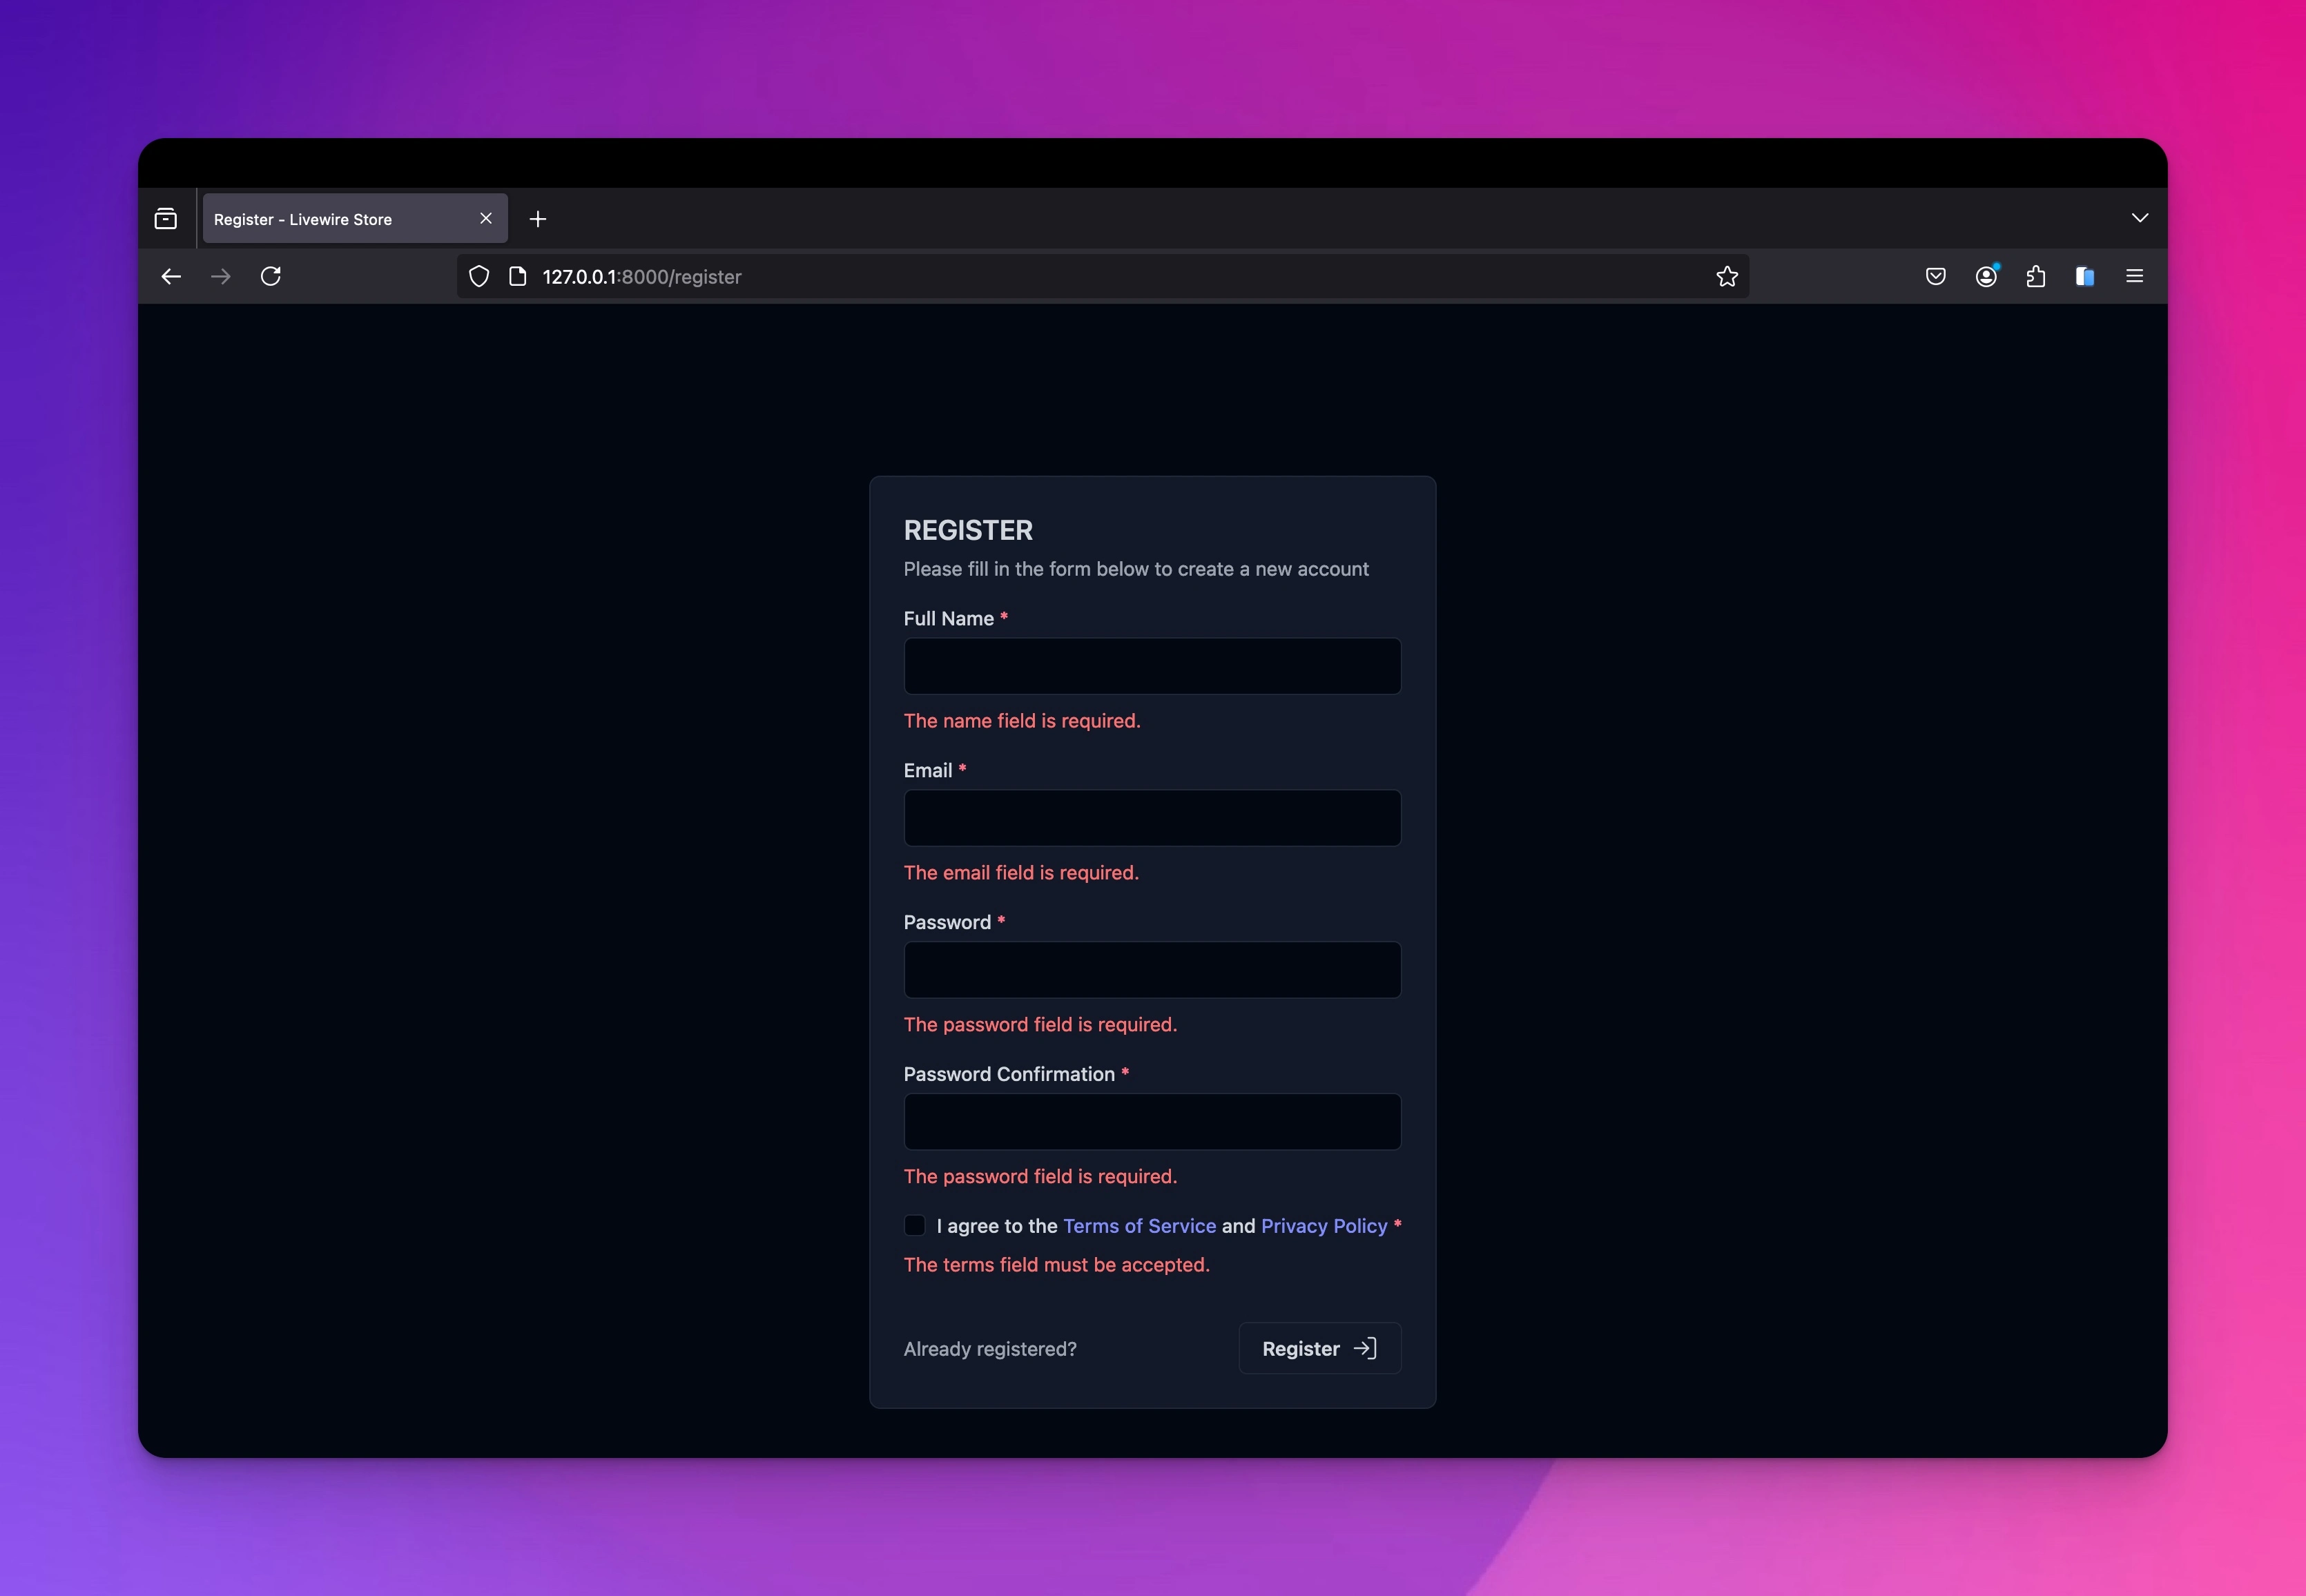 Register - Livewire Store
127.0.0.1:8000/register
REGISTER
Please fill in the form below to create a new account
Full Name *
The name field is required.
Email *
The email field is required.
Password *
The password field is required.
Password Confirmation *
The password field is required.
I agree to the Terms of Service and Privacy Policy *
The terms field must be accepted.
Already registered?
Register